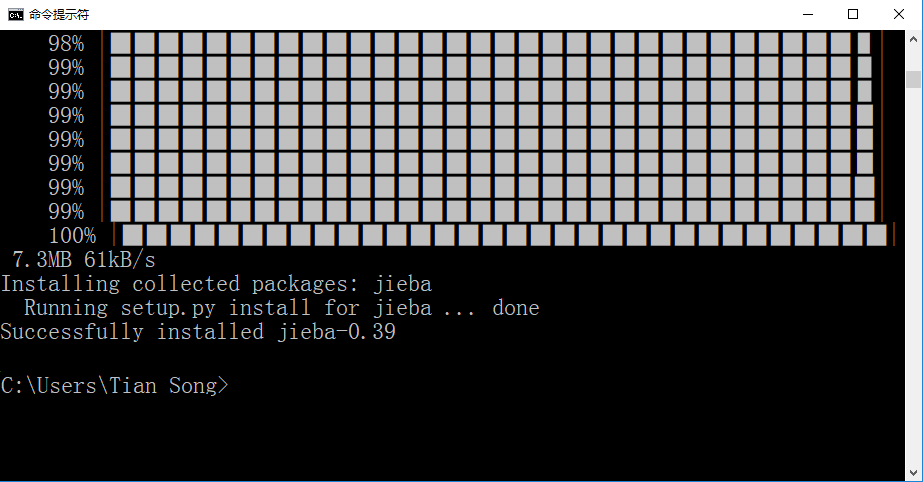 命令提示符
98%
99%
99%
99%
99%
99%
99%
99%
100%
7.3MB 61kB/s
Installing collected packages: jieba
Running setup.py install for jieba ... done
Successfully installed jieba-0.39
C:\Users\Tian Song>